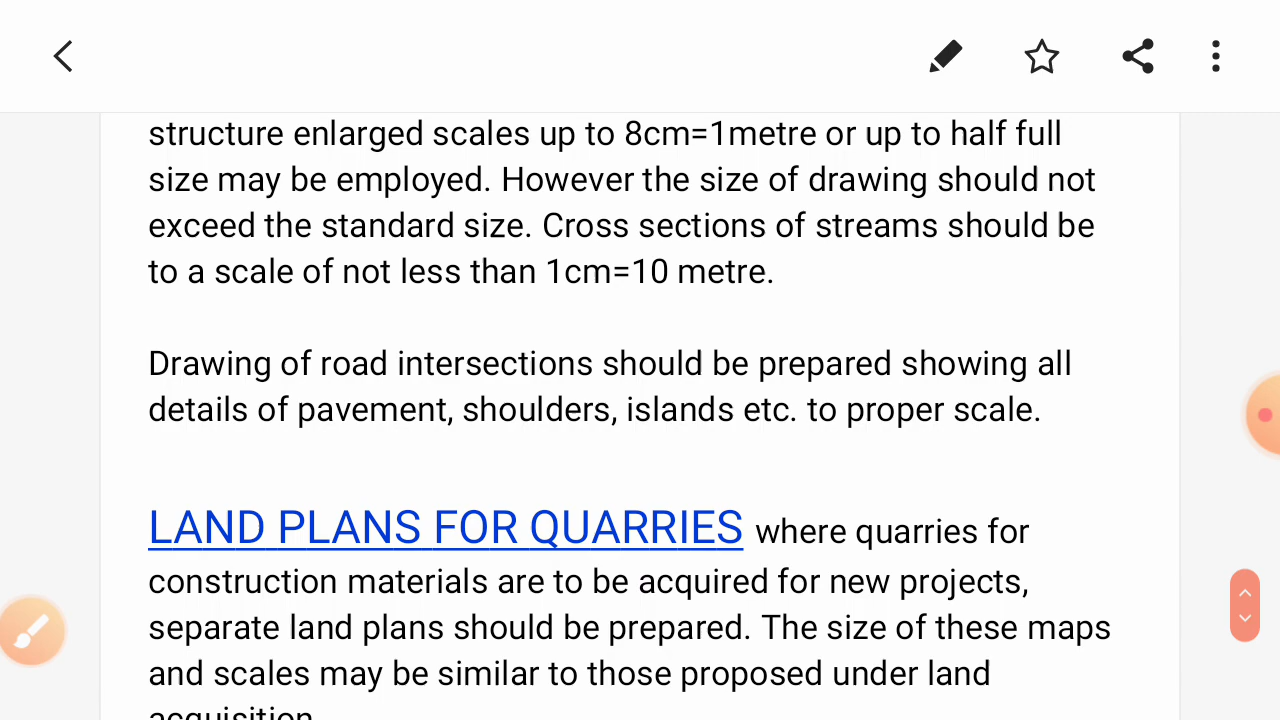 structure enlarged scales up to 8cm=1metre or up to half full
size may be employed. However the size of drawing should not
exceed the standard size. Cross sections of streams should be
to a scale of not less than 1cm=10 metre.
Drawing of road intersections should be prepared showing all
details of pavement, shoulders, islands etc. to proper scale.
LAND PLANS FOR QUARRIES where quarries for
construction materials are to be acquired for new projects,
separate land plans should be prepared. The size of these maps
and scales may be similar to those proposed under land
acquisition.